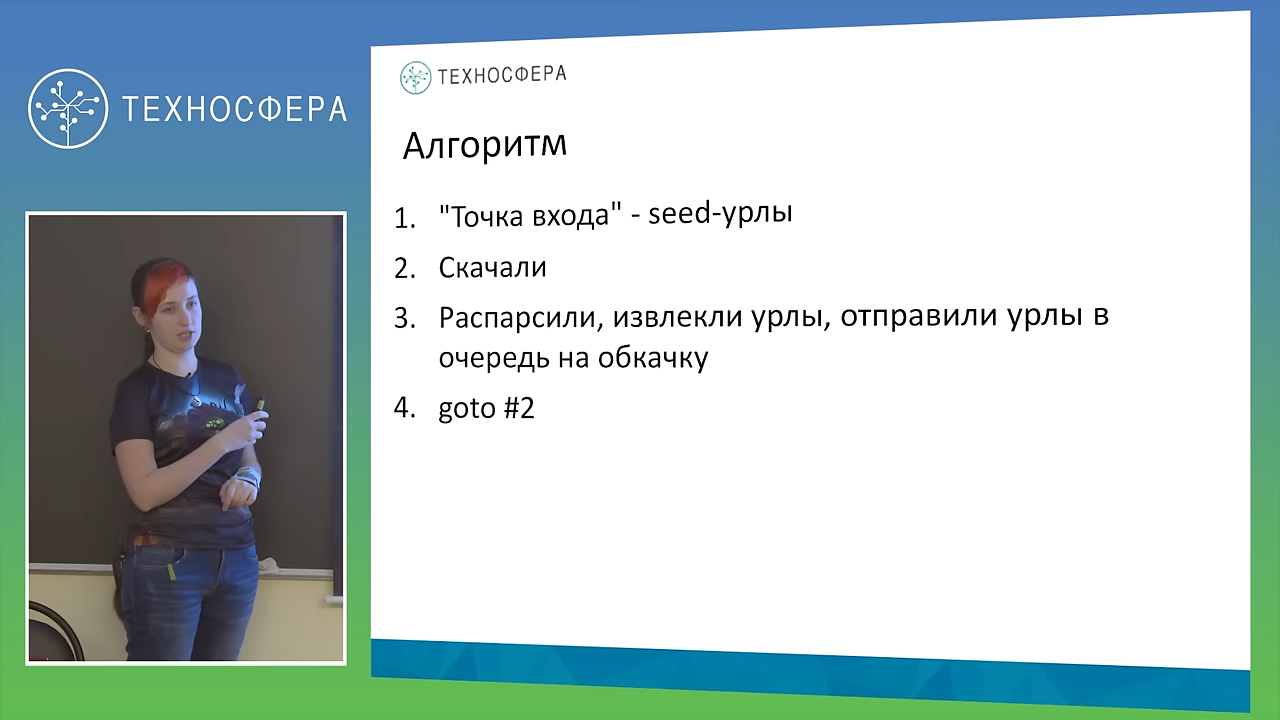 ТЕХНОСФЕРА
ТЕХНОСФЕРА
Алгоритм
1. "Точка входа" - seed-урлы
2. Скачали
3. Распарсили, извлекли урлы, отправили урлы в
очередь на обкачку
4. goto #2